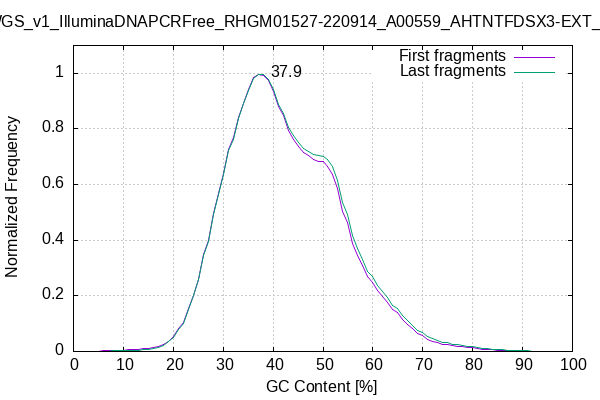 WGS_v1_IlluminaDNAPCRFree_RHGM01527-220914_A00559_AHTNTFDSX3-EXT_
First fragments
Last fragments
37.9
Normalized Frequency
1
0.8
0.6
0.4
0.2
0
0 10 20 30 40 50 60 70 80 90 100
GC Content [%]